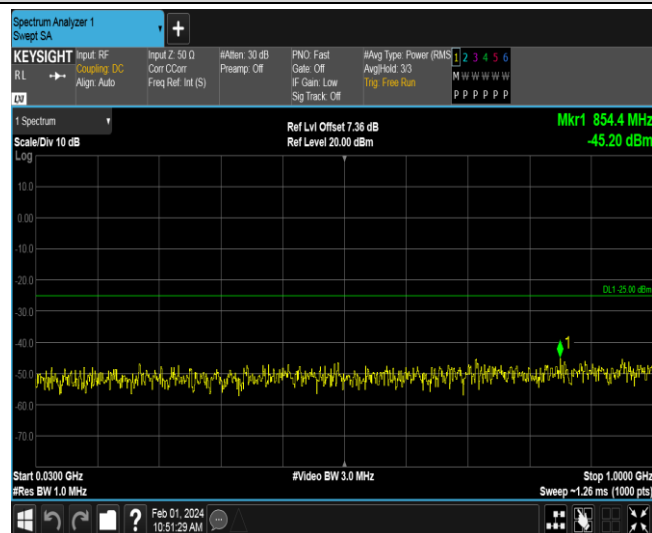 Spectrum Analyzer 1
Swept SA
KEYSIGHT Input: RF Input Z: 50 Ω #Atten: 30 dB PNO: Fast #Avg Type: Power (RMS 1 2 3 4 5 6
RL Coupling: DC Corr CCorr Preamp: Off Gate: Off Avg|Hold: 3/3 M W W W W W
Align: Auto Freq Ref: Int (S) IF Gain: Low Trig: Free Run
Sig Track: Off P P P P P P
1 Spectrum Ref Lvl Offset 7.36 dB Mkr1 854.4 MHz
Scale/Div 10 dB Ref Level 20.00 dBm -45.20 dBm
Log
10.0
0.00
-10.0
-20.0
DL1 -25.00 dBm
-30.0
-40.0
1
-50.0
-60.0
-70.0
Start 0.0300 GHz #Video BW 3.0 MHz Stop 1.0000 GHz
#Res BW 1.0 MHz Sweep ~1.26 ms (1000 pts)
Feb 01, 2024
10:51:29 AM